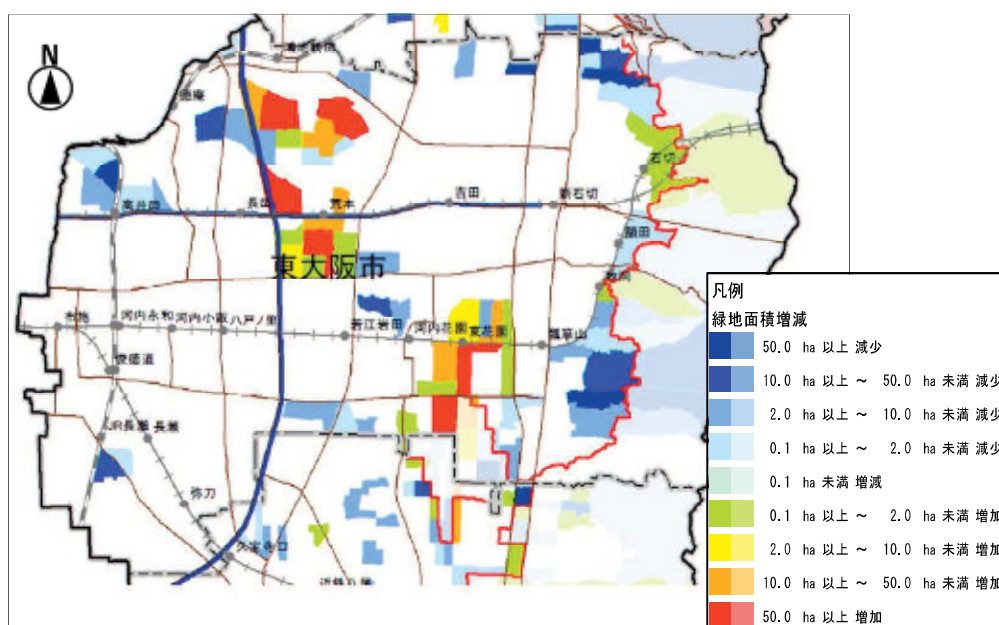 N
徳庵
石切
高井田
長田
荒本
吉田
新石切
額田
東大阪市
布施
河内永和
河内小阪
八戸ノ里
若江岩田
河内花園
東花園
瓢箪山
俊徳道
JR長瀬
長瀬
弥刀
久宝寺口
凡例
緑地面積増減
50.0 ha 以上 減少
10.0 ha 以上 ~ 50.0 ha 未満 減少
2.0 ha 以上 ~ 10.0 ha 未満 減少
0.1 ha 以上 ~ 2.0 ha 未満 減少
0.1 ha 未満 増減
0.1 ha 以上 ~ 2.0 ha 未満 増加
2.0 ha 以上 ~ 10.0 ha 未満 増加
10.0 ha 以上 ~ 50.0 ha 未満 増加
50.0 ha 以上 増加